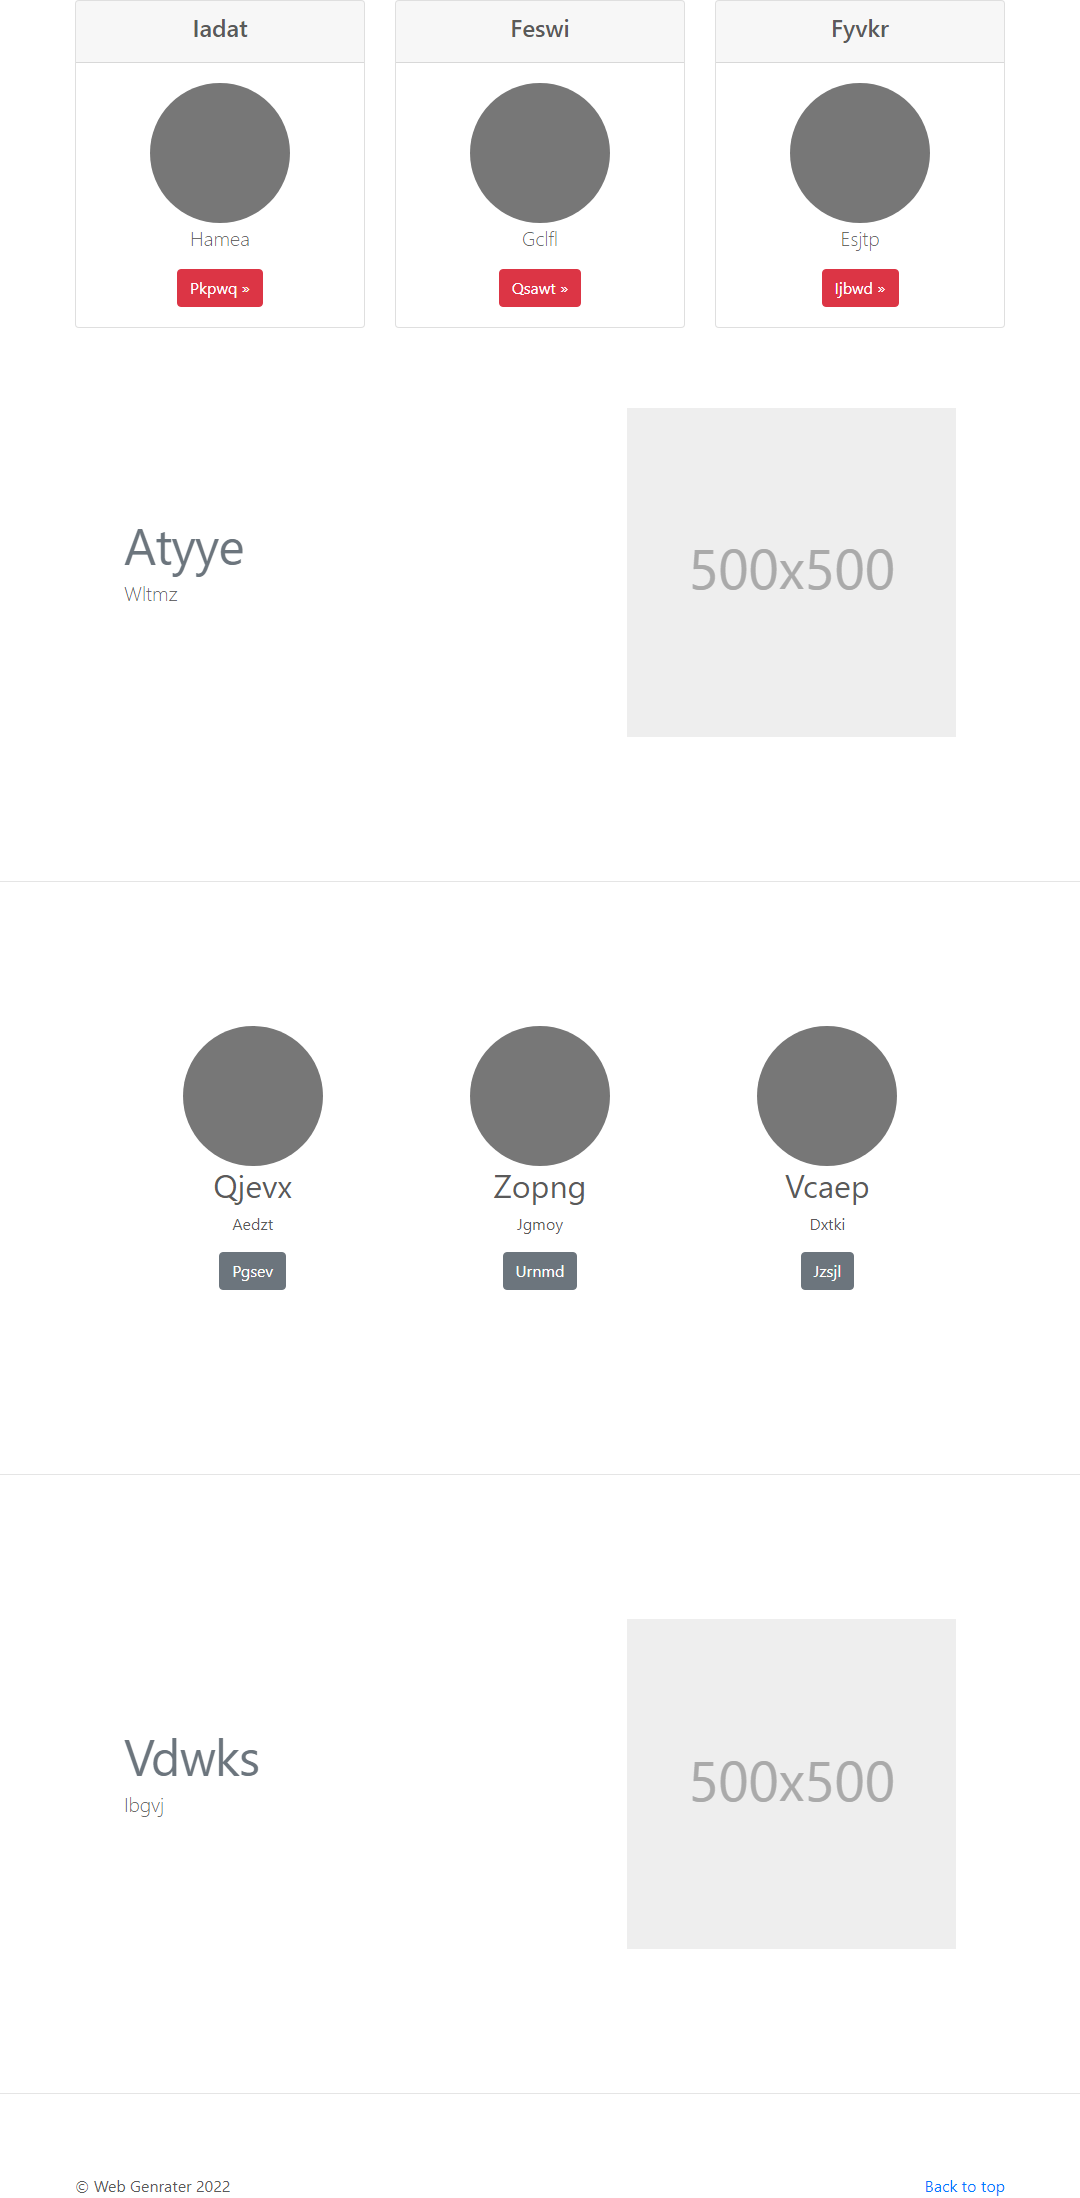 Iadat
Feswi
Fyvkr
Hamea
Gclfl
Esjtp
Pkpwq »
Qsawt »
Ijbwd »
Atyye
Wltmz
500x500
Qjevx
Zopng
Vcaep
Aedzt
Jgmoy
Dxtki
Pgsev
Urnmd
Jzsjl
Vdwks
Ibgvj
500x500
© Web Genrater 2022
Back to top